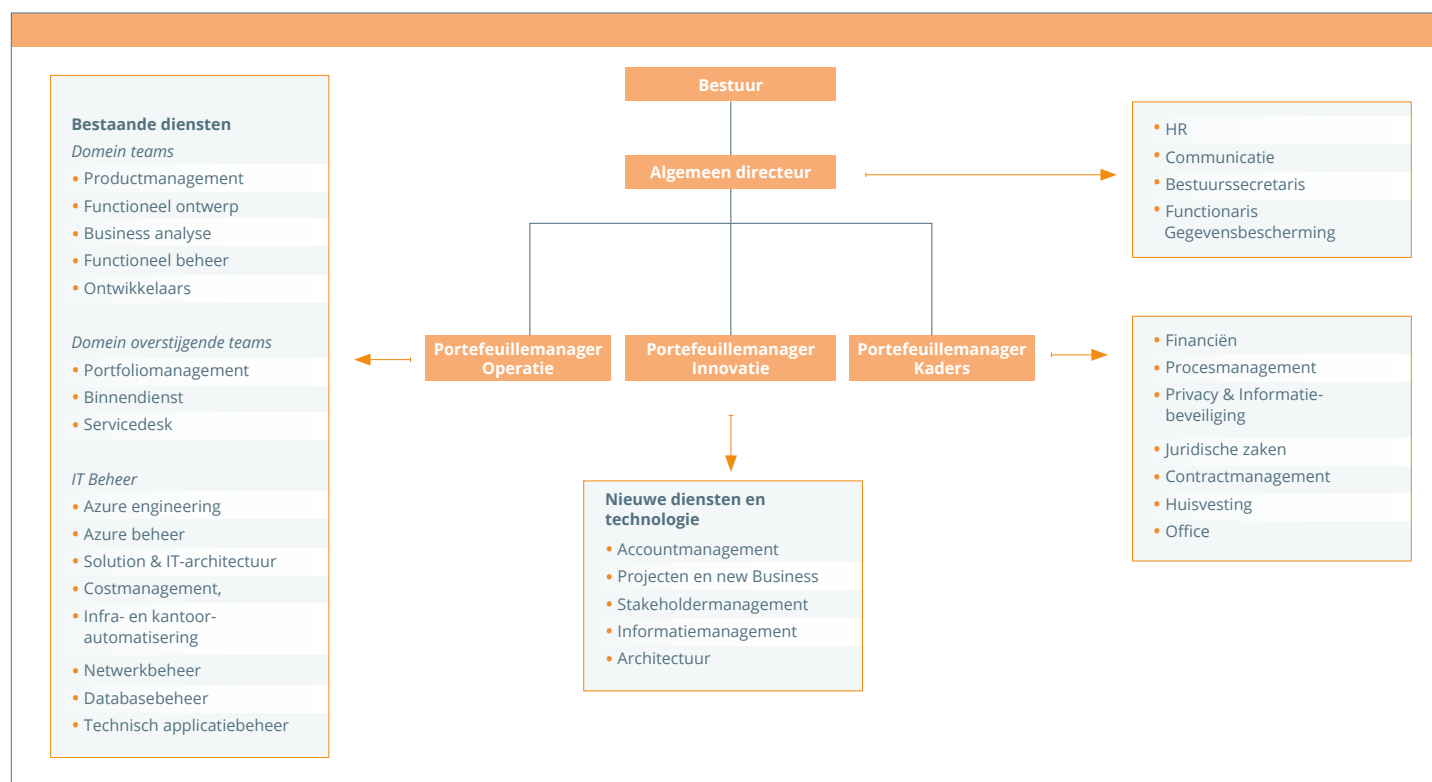 Bestuur
Algemeen directeur
Portefeuillemanager
Operatie
Portefeuillemanager
Innovatie
Portefeuillemanager
Kaders
Bestaande diensten
Domein teams
• Productmanagement
• Functioneel ontwerp
• Business analyse
• Functioneel beheer
• Ontwikkelaars
Domein overstijgende teams
• Portfoliomanagement
• Binnendienst
• Servicedesk
IT Beheer
• Azure engineering
• Azure beheer
• Solution & IT-architectuur
• Costmanagement,
• Infra- en kantoor-
automatisering
• Netwerkbeheer
• Databasebeheer
• Technisch applicatiebeheer
Nieuwe diensten en
technologie
• Accountmanagement
• Projecten en new Business
• Stakeholdermanagement
• Informatiemanagement
• Architectuur
• HR
• Communicatie
• Bestuurssecretaris
• Functionaris
Gegevensbescherming
• Financiën
• Procesmanagement
• Privacy & Informatie-
beveiliging
• Juridische zaken
• Contractmanagement
• Huisvesting
• Office